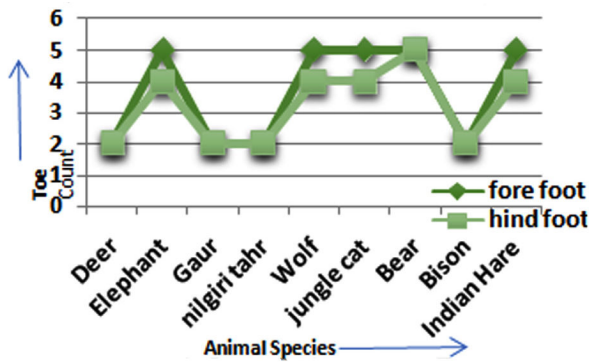 6
5
4
3
2
1
0
Toe
Count
fore foot
hind foot
Deer
Elephant
Gaur
nilgiri tahr
Wolf
jungle cat
Bear
Bison
Indian Hare
Animal Species